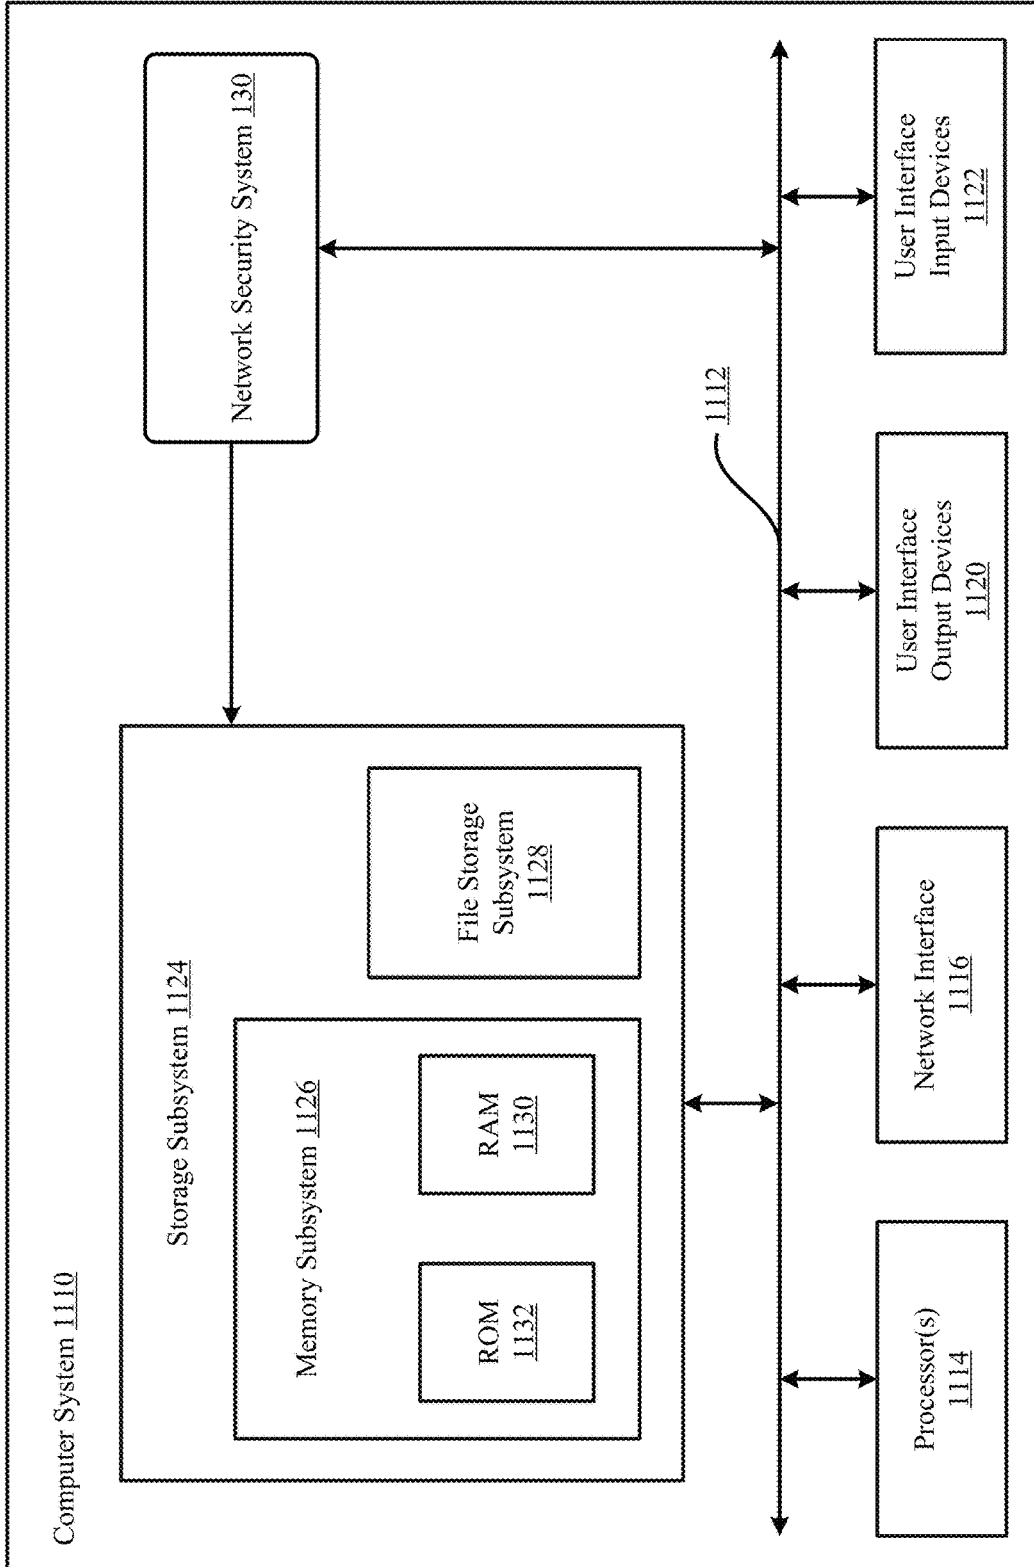 Computer System 1110
Storage Subsystem 1124
Memory Subsystem 1126
ROM
1132
RAM
1130
File Storage
Subsystem
1128
Network Security System 130
1112
Processor(s)
1114
Network Interface
1116
User Interface
Output Devices
1120
User Interface
Input Devices
1122